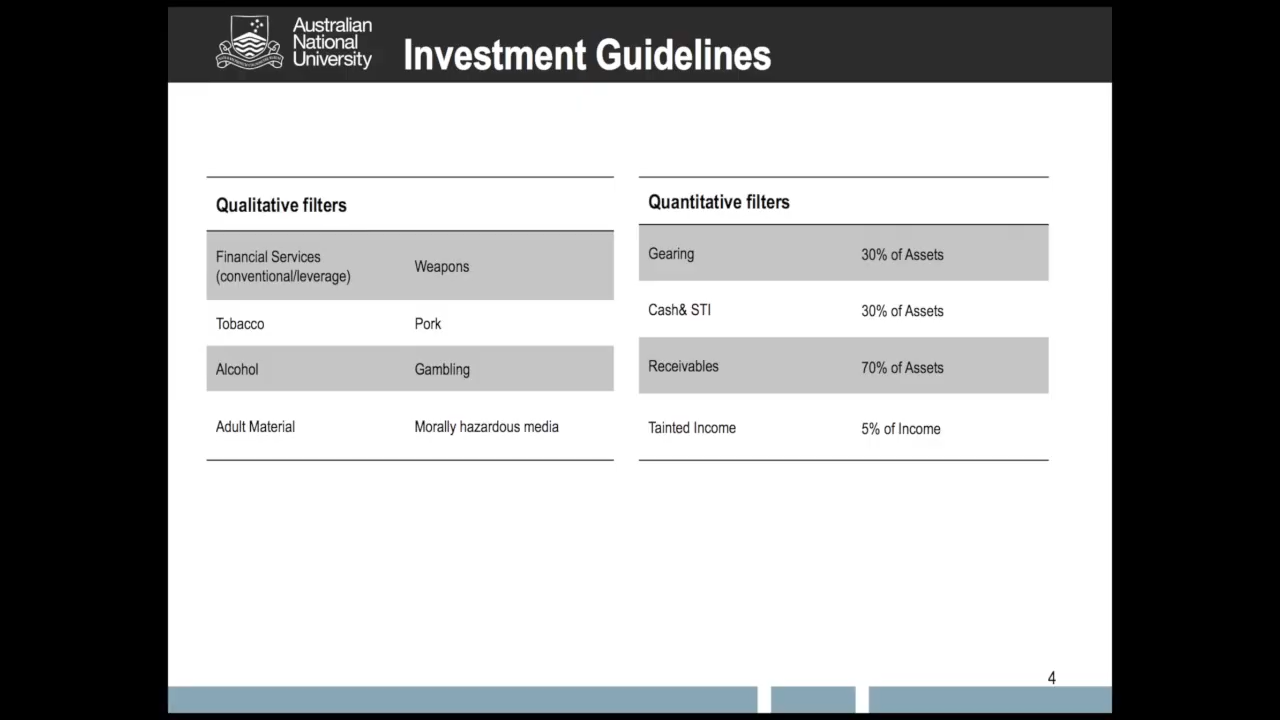 Australian
National
University
Investment Guidelines
Qualitative filters
Financial Services
(conventional/leverage)
Weapons
Tobacco
Pork
Alcohol
Gambling
Adult Material
Morally hazardous media
Quantitative filters
Gearing
30% of Assets
Cash& STI
30% of Assets
Receivables
70% of Assets
Tainted Income
5% of Income
4